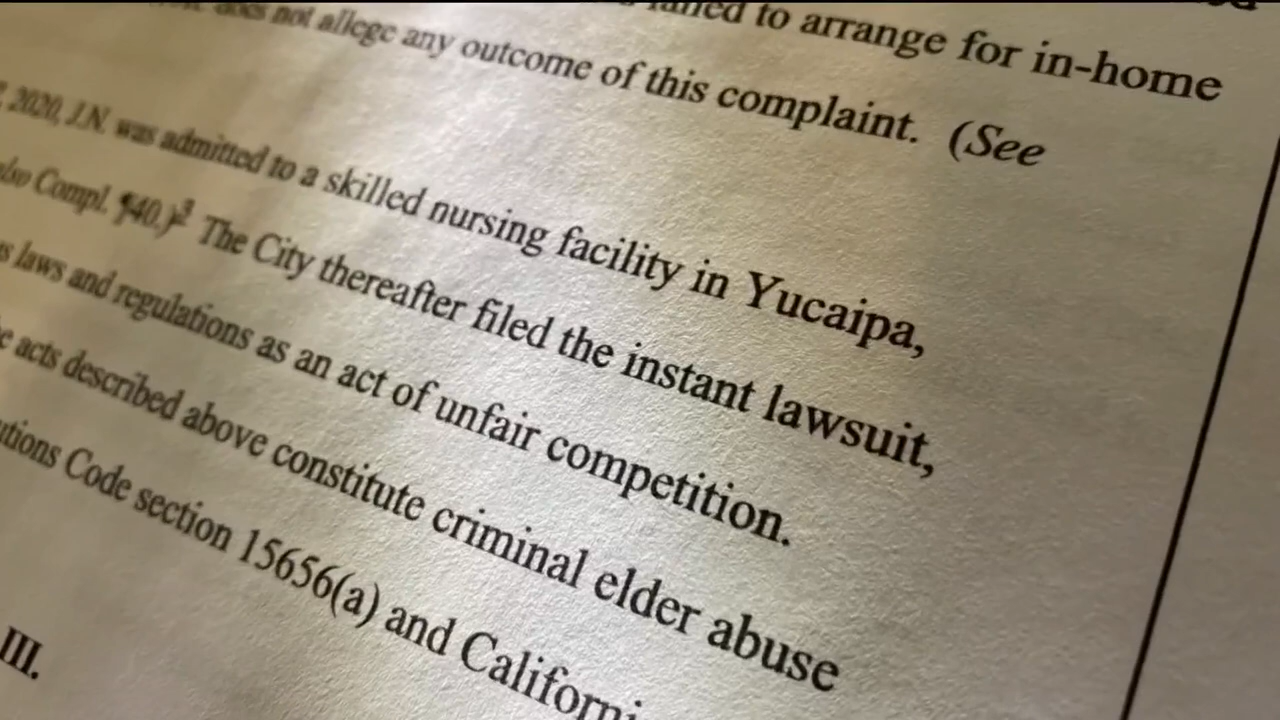 to arrange for in-home
does not allege any outcome of this complaint. (See
2020, J.N. was admitted to a skilled nursing facility in Yucaipa,
also Compl. ¶40.)³ The City thereafter filed the instant lawsuit,
laws and regulations as an act of unfair competition.
acts described above constitute criminal elder abuse
Code section 15656(a) and Californi
III.